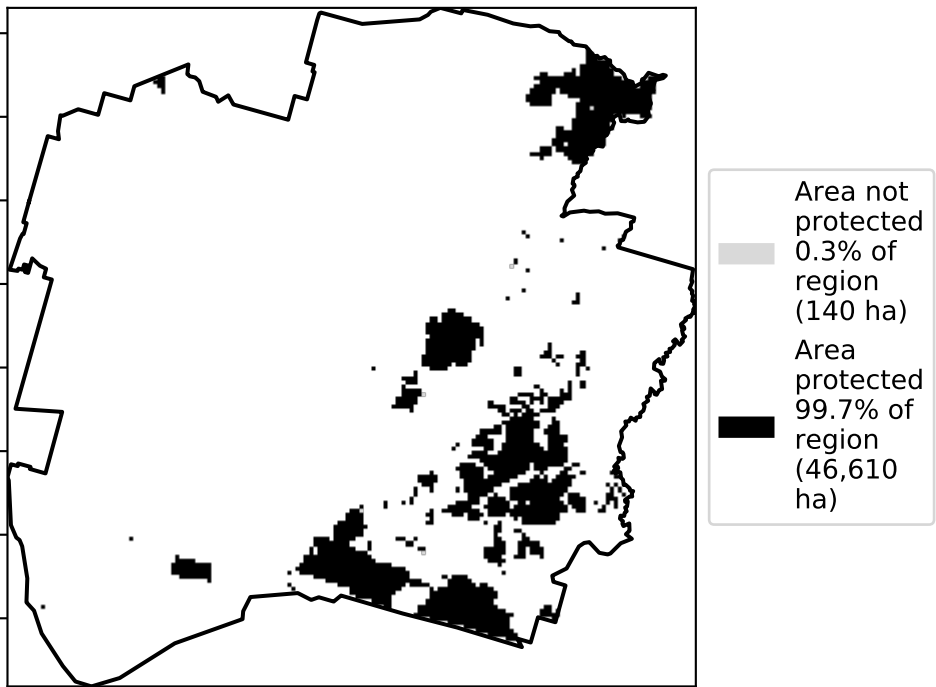 Area not
protected
0.3% of
region
(140 ha)
Area
protected
99.7% of
region
(46,610
ha)